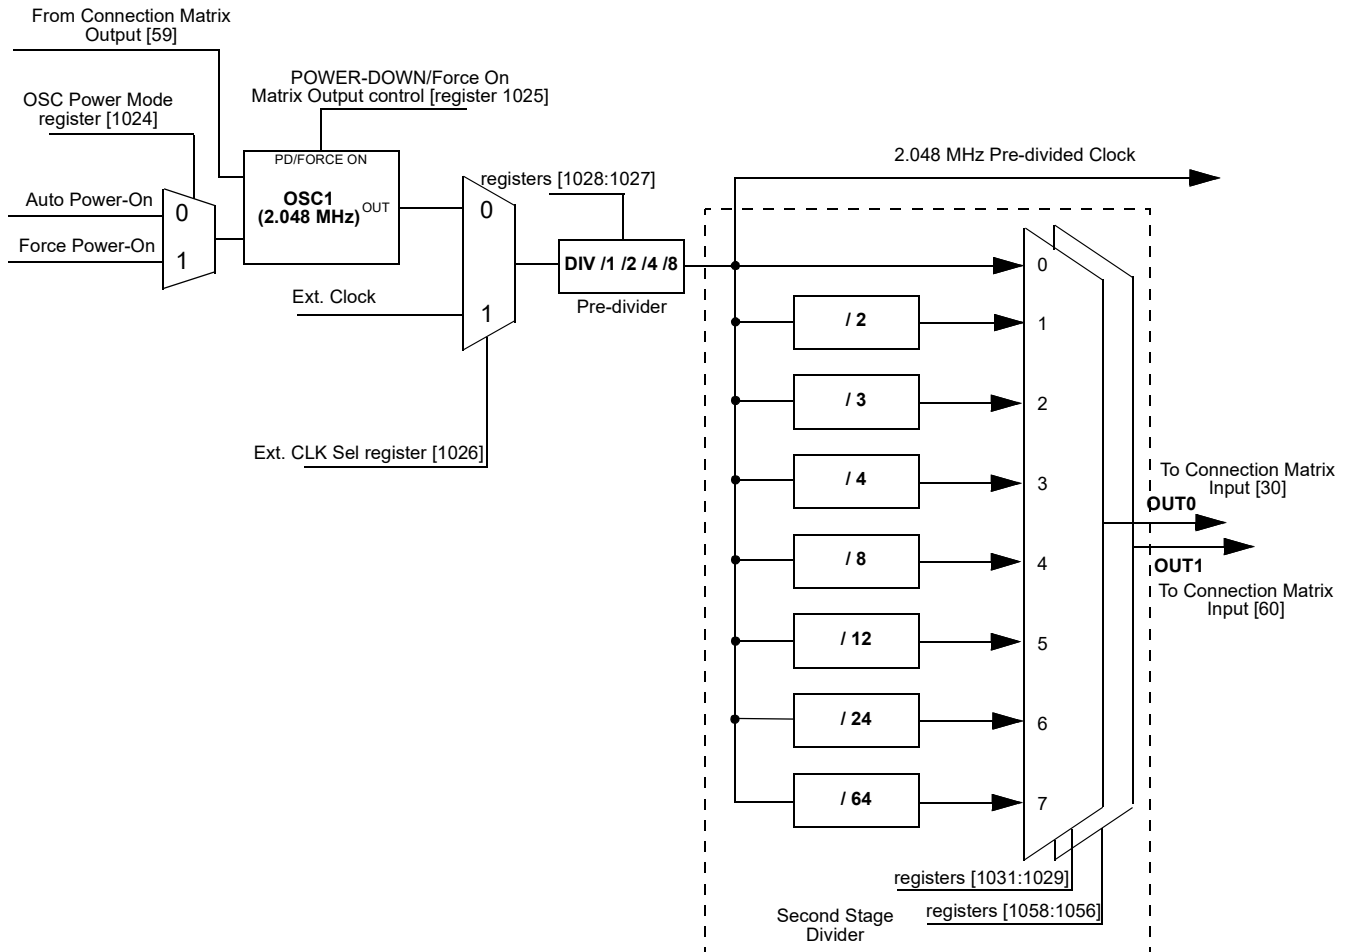 From Connection Matrix
Output [59]
POWER-DOWN/Force On
Matrix Output control [register 1025]
OSC Power Mode
register [1024]
PD/FORCE ON
OSC1
(2.048 MHz)
OUT
Auto Power-On
0
Force Power-On
1
0
Ext. Clock
1
Ext. CLK Sel register [1026]
registers [1028:1027]
DIV /1 /2 /4 /8
Pre-divider
2.048 MHz Pre-divided Clock
0
/ 2
1
/ 3
2
/ 4
3
/ 8
4
/ 12
5
/ 24
6
/ 64
7
To Connection Matrix
Input [30]
OUT0
OUT1
To Connection Matrix
Input [60]
registers [1031:1029]
registers [1058:1056]
Second Stage
Divider